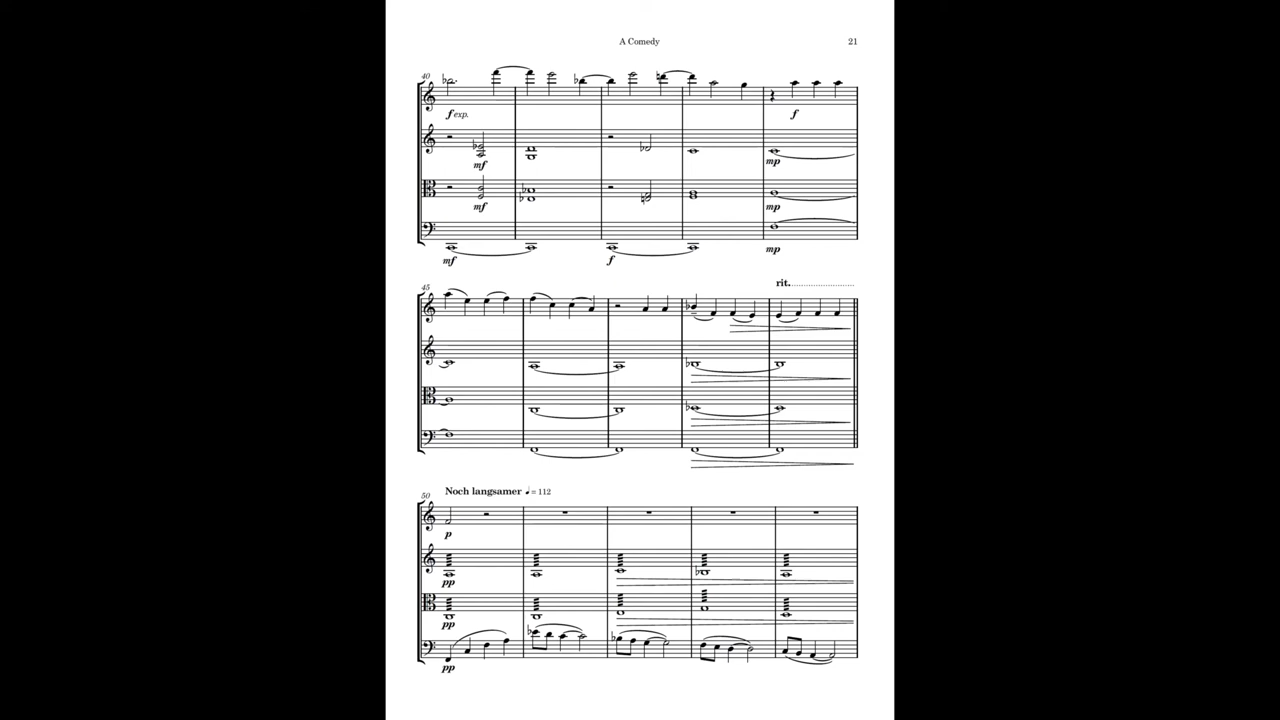 A Comedy 21
40
f exp. f
mf mp
mf mp
mf f mp
rit.
45
Noch langsamer ♩ = 112
50
p
pp
pp
pp